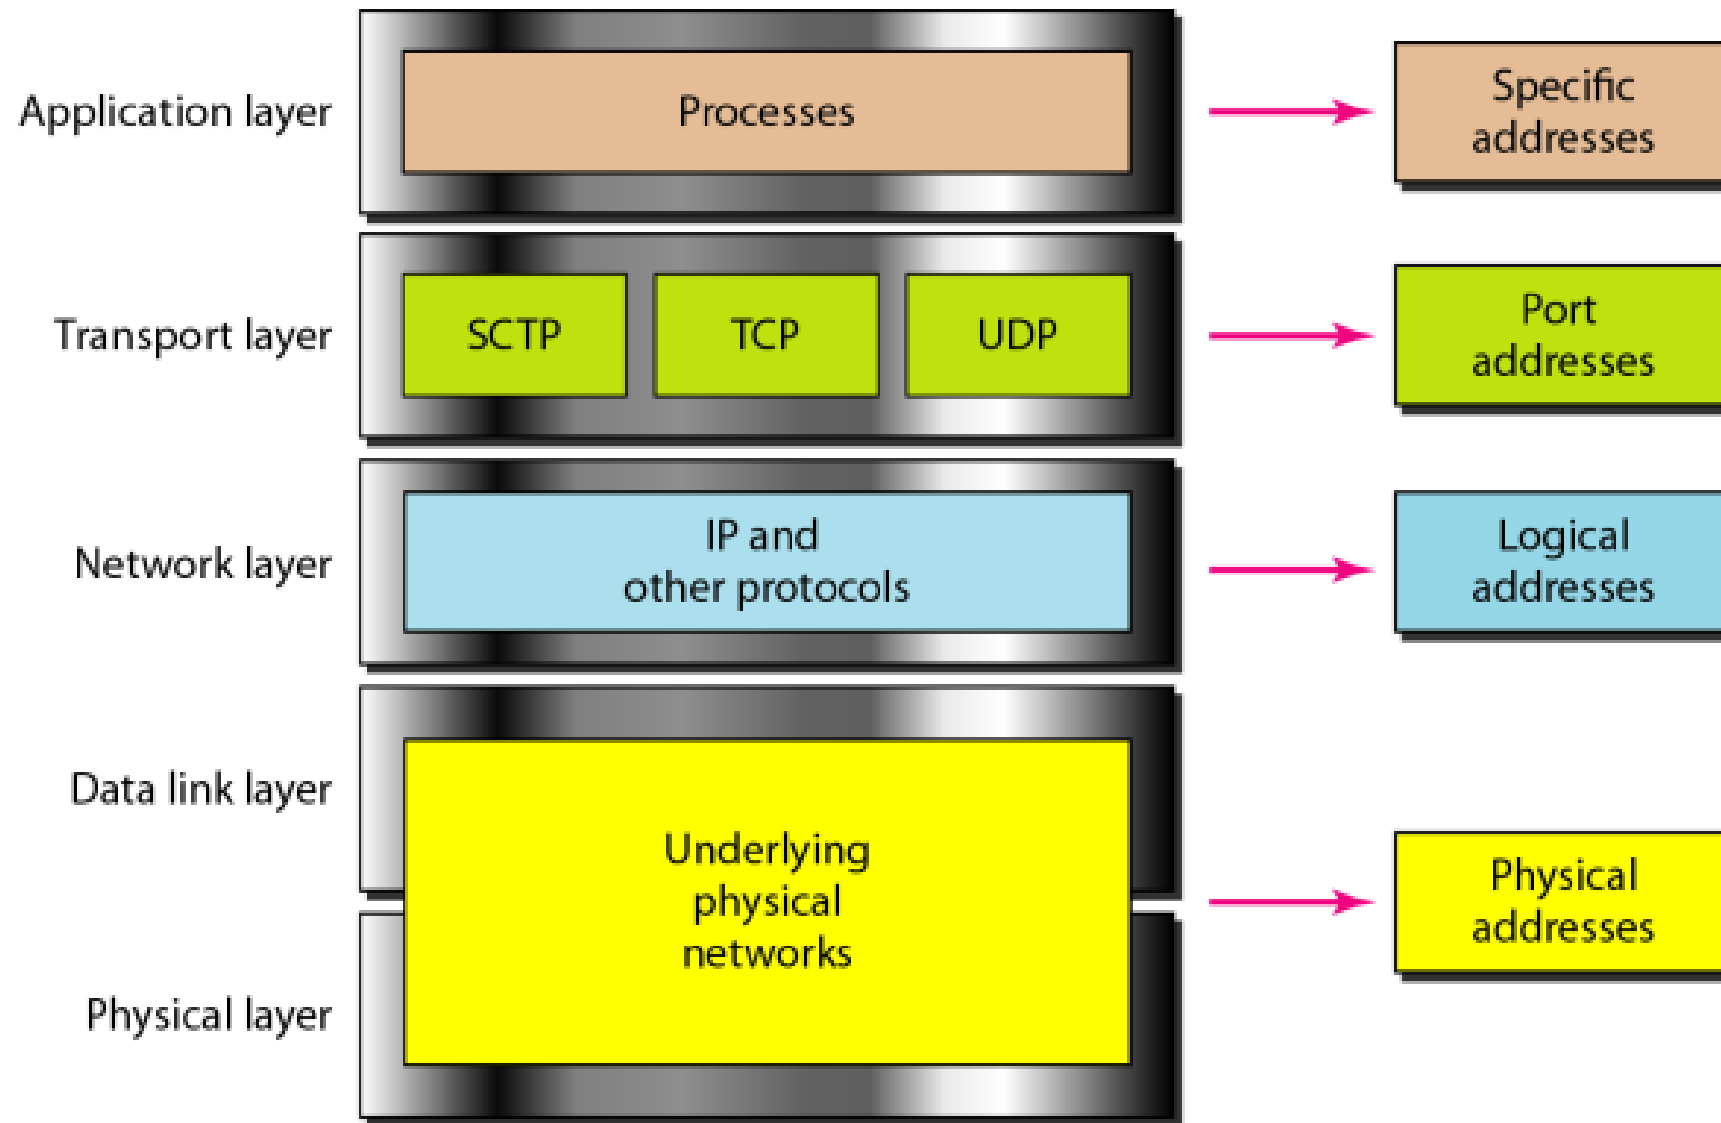 Application layer
Processes
Specific
addresses
Transport layer
SCTP
TCP
UDP
Port
addresses
Network layer
IP and
other protocols
Logical
addresses
Data link layer
Underlying
physical
networks
Physical
addresses
Physical layer